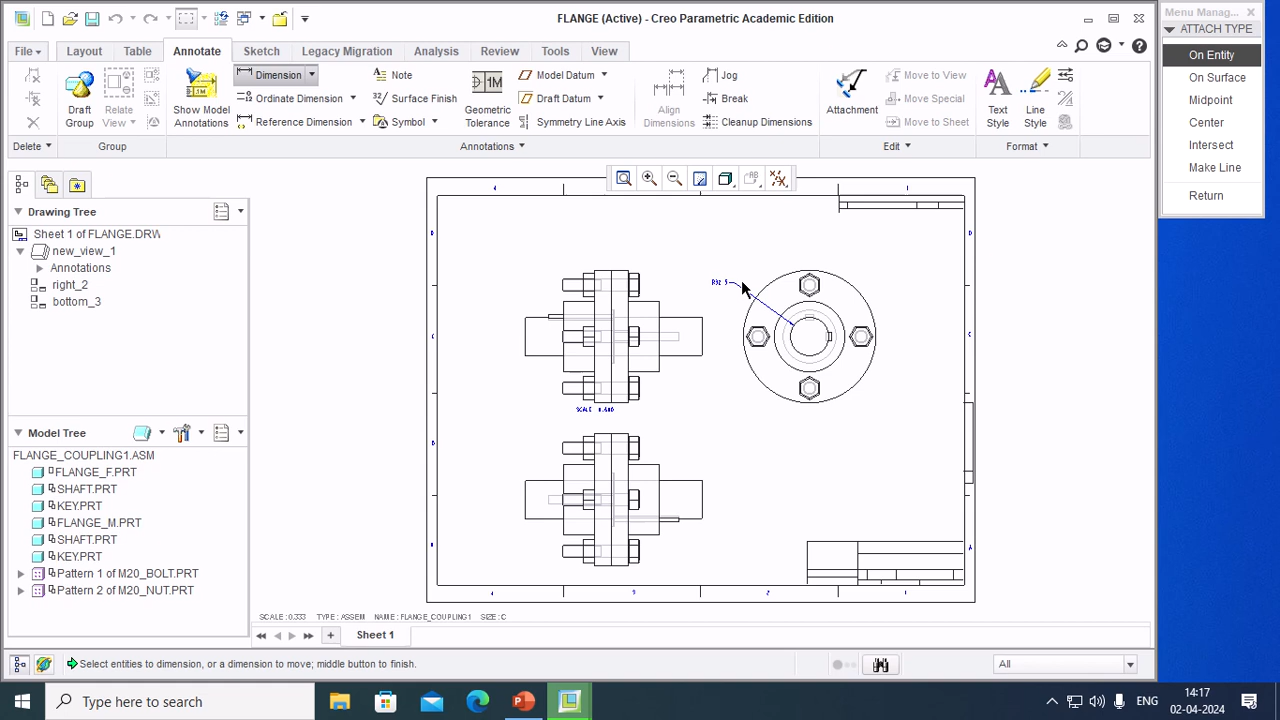 FLANGE (Active) - Creo Parametric Academic Edition
Menu Manag...
ATTACH TYPE
On Entity
On Surface
Midpoint
Center
Intersect
Make Line
Return
File
Layout
Table
Annotate
Sketch
Legacy Migration
Analysis
Review
Tools
View
Draft Group
Relate View
Show Model Annotations
Dimension
Ordinate Dimension
Reference Dimension
Note
Surface Finish
Symbol
Geometric Tolerance
Model Datum
Draft Datum
Symmetry Line Axis
Align Dimensions
Jog
Break
Cleanup Dimensions
Attachment
Move to View
Move Special
Move to Sheet
Text Style
Line Style
Delete
Group
Annotations
Edit
Format
Drawing Tree
Sheet 1 of FLANGE.DRW
new_view_1
Annotations
right_2
bottom_3
Model Tree
FLANGE_COUPLING1.ASM
FLANGE_F.PRT
SHAFT.PRT
KEY.PRT
FLANGE_M.PRT
SHAFT.PRT
KEY.PRT
Pattern 1 of M20_BOLT.PRT
Pattern 2 of M20_NUT.PRT
SCALE:0.333 TYPE: ASSEM NAME: FLANGE_COUPLING1 SIZE: C
Sheet 1
Select entities to dimension, or a dimension to move; middle button to finish.
All
Type here to search
ENG
14:17
02-04-2024